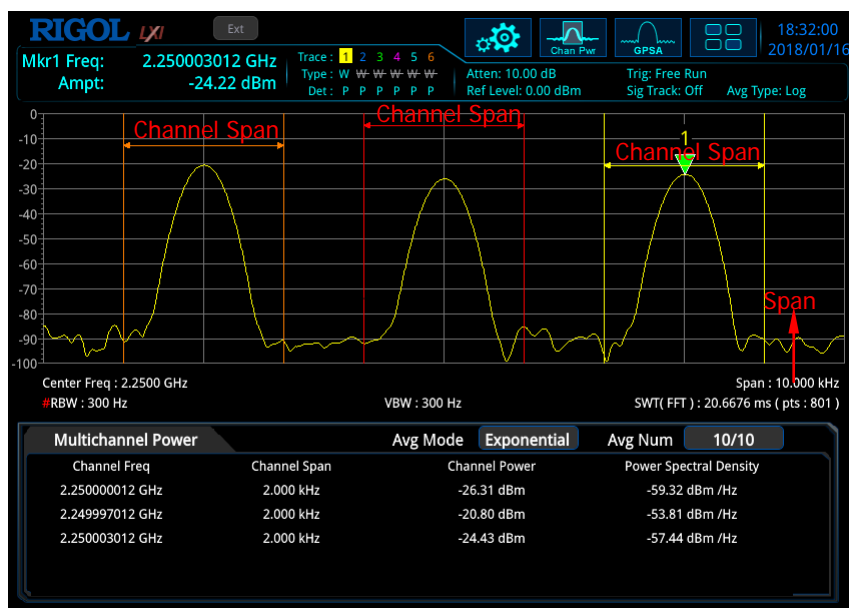 RIGOL LXI Ext
18:32:00
2018/01/16
Chan Pwr
GPSA
Mkr1 Freq: 2.250003012 GHz
Ampt: -24.22 dBm
Trace : 1 2 3 4 5 6
Type : W W W W W W
Det : P P P P P P
Atten: 10.00 dB
Ref Level: 0.00 dBm
Trig: Free Run
Sig Track: Off
Avg Type: Log
0
-10
-20
-30
-40
-50
-60
-70
-80
-90
-100
Channel Span
Channel Span
1
Channel Span
Span
Center Freq : 2.2500 GHz
Span : 10.000 kHz
#RBW : 300 Hz
VBW : 300 Hz
SWT( FFT ) : 20.6676 ms ( pts : 801 )
Multichannel Power
Avg Mode Exponential
Avg Num 10/10
Channel Freq Channel Span Channel Power Power Spectral Density
2.250000012 GHz 2.000 kHz -26.31 dBm -59.32 dBm /Hz
2.249997012 GHz 2.000 kHz -20.80 dBm -53.81 dBm /Hz
2.250003012 GHz 2.000 kHz -24.43 dBm -57.44 dBm /Hz